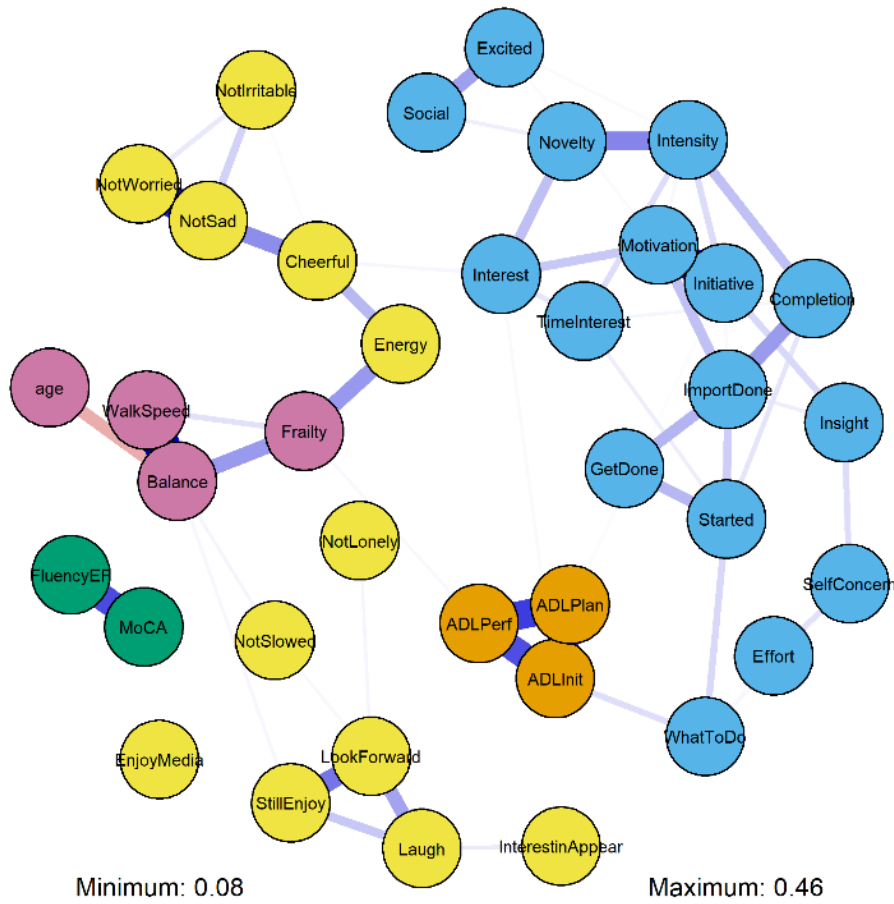 Excited
NotIrritable
Social
Novelty
Intensity
NotWorried
NotSad
Motivation
Cheerful
Interest
Initiative
Completion
TimeInterest
Energy
age
ImportDone
WalkSpeed
Frailty
Insight
GetDone
Balance
Started
NotLonely
FluencyEF
SelfConcern
ADLPlan
ADLPerf
MoCA
NotSlowed
Effort
ADLInit
WhatToDo
EnjoyMedia
LookForward
StillEnjoy
Laugh
InterestinAppear
Minimum: 0.08
Maximum: 0.46